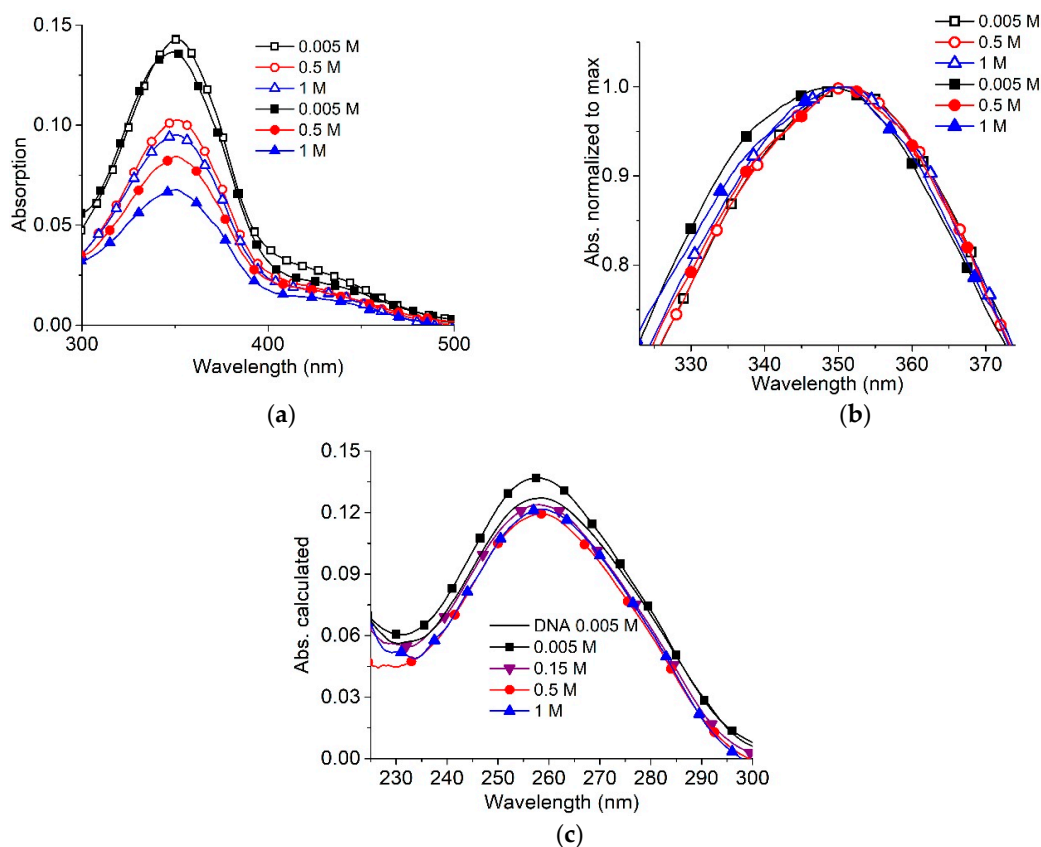 0.15
0.10
0.05
0.00
Absorption
300
400
500
Wavelength (nm)
0.005 M
0.5 M
1 M
0.005 M
0.5 M
1 M
(a)
0.005 M
0.5 M
1 M
0.005 M
0.5 M
1 M
1.0
0.9
0.8
Abs. normalized to max
330
340
350
360
370
Wavelength (nm)
(b)
0.15
0.12
0.09
0.06
0.03
0.00
Abs. calculated
DNA 0.005 M
0.005 M
0.15 M
0.5 M
1 M
230
240
250
260
270
280
290
300
Wavelength (nm)
(c)